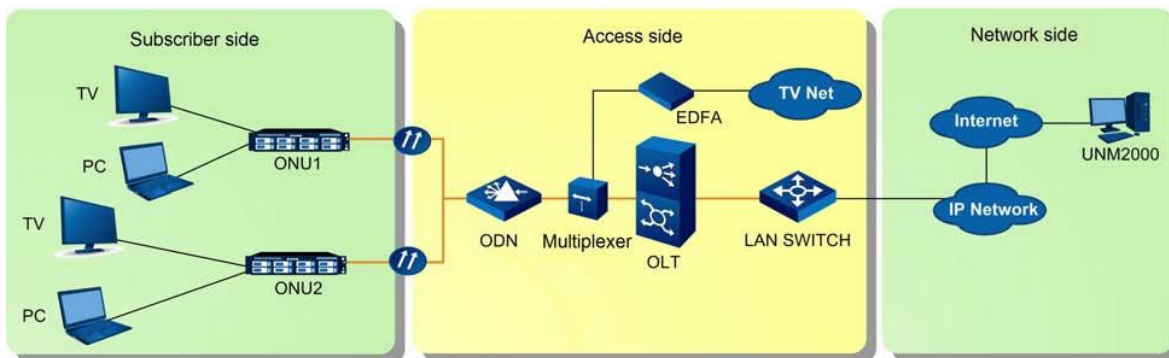 Subscriber side
TV
PC
ONU1
TV
PC
ONU2
Access side
TV Net
EDFA
ODN
Multiplexer
OLT
LAN SWITCH
Network side
Internet
UNM2000
IP Network